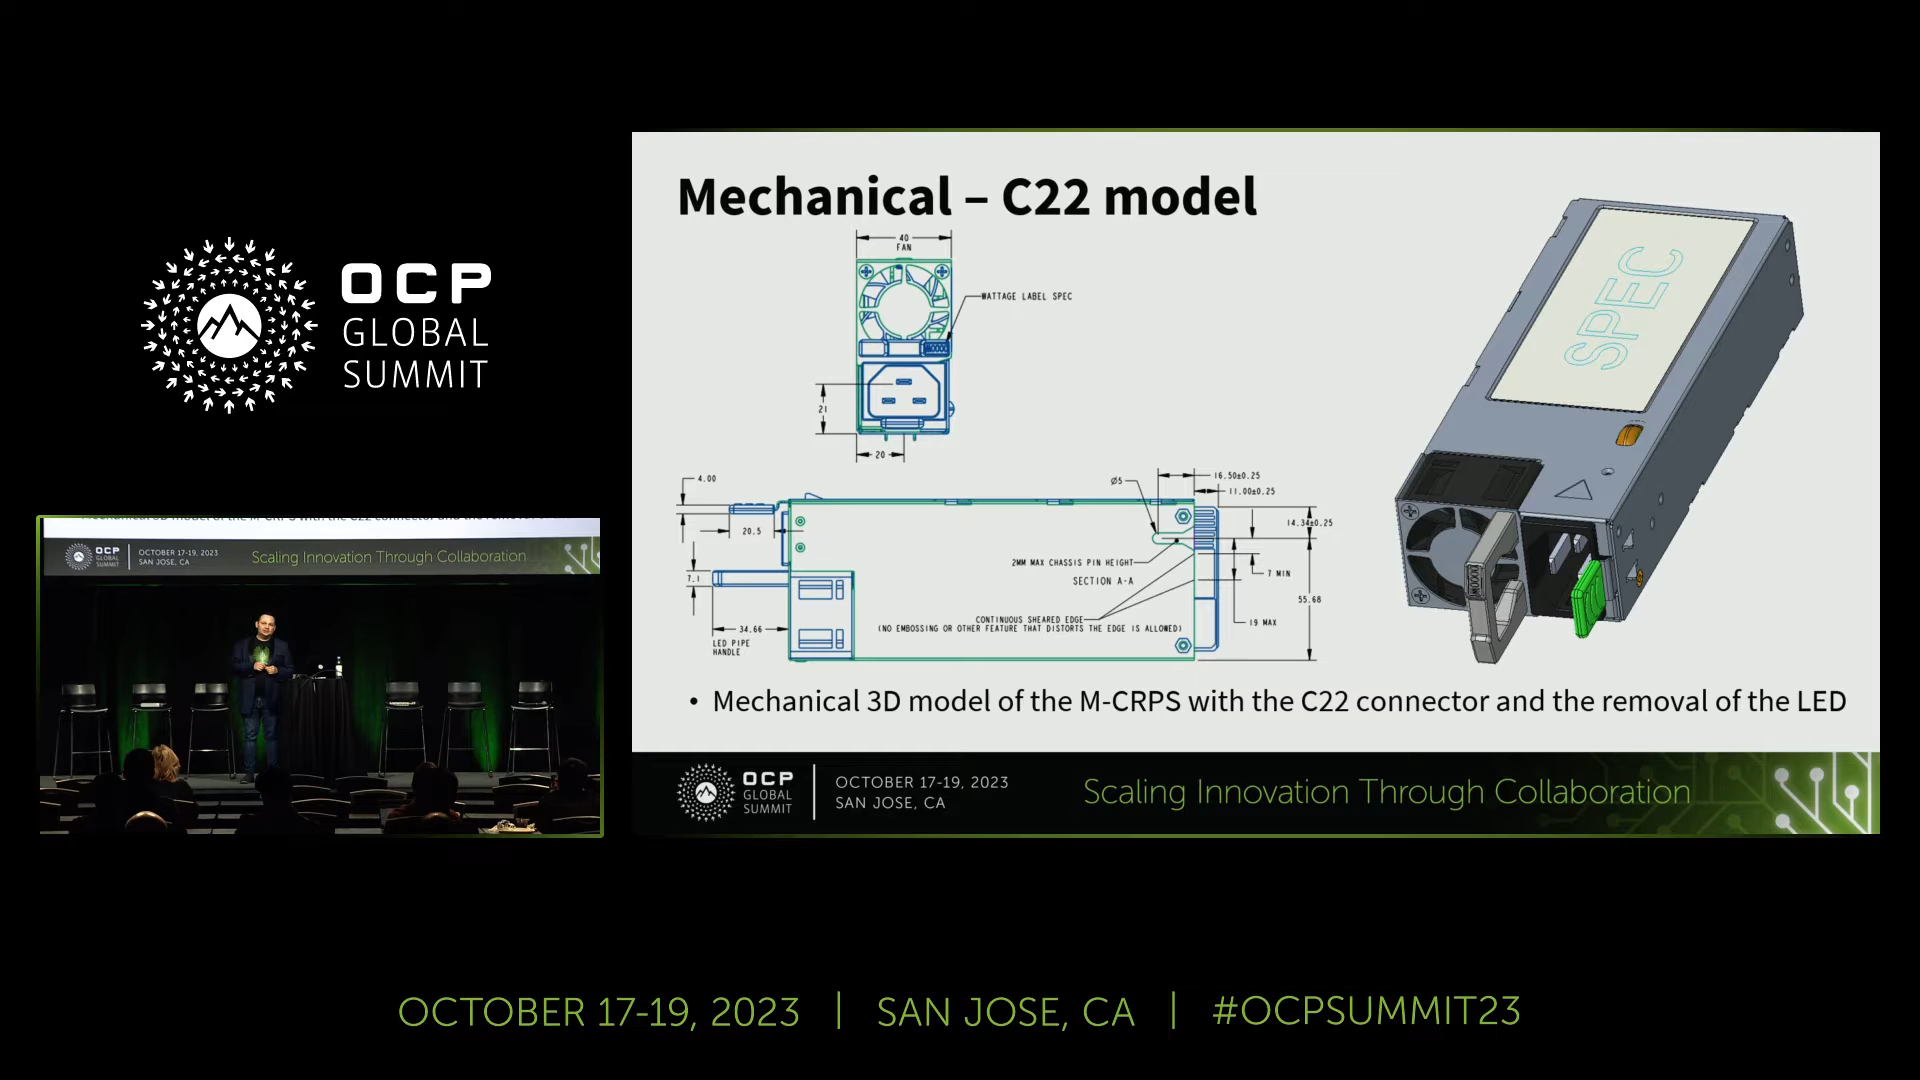 OCP
GLOBAL
SUMMIT
Mechanical – C22 model
40
FAN
WATTAGE LABEL SPEC
21
20
4.00
20.5
7.1
34.66
LED PIPE
HANDLE
Ø5
16.50±0.25
11.00±0.25
14.34±0.25
2MM MAX CHASSIS PIN HEIGHT
SECTION A-A
7 MIN
55.68
CONTINUOUS SHEARED EDGE
(NO EMBOSSING OR OTHER FEATURE THAT DISTORTS THE EDGE IS ALLOWED)
19 MAX
SPEC
• Mechanical 3D model of the M-CRPS with the C22 connector and the removal of the LED
OCP
GLOBAL
SUMMIT
OCTOBER 17-19, 2023
SAN JOSE, CA
Scaling Innovation Through Collaboration
OCP
GLOBAL
SUMMIT
OCTOBER 17-19, 2023
SAN JOSE, CA
Scaling Innovation Through Collaboration
OCTOBER 17-19, 2023 | SAN JOSE, CA | #OCPSUMMIT23